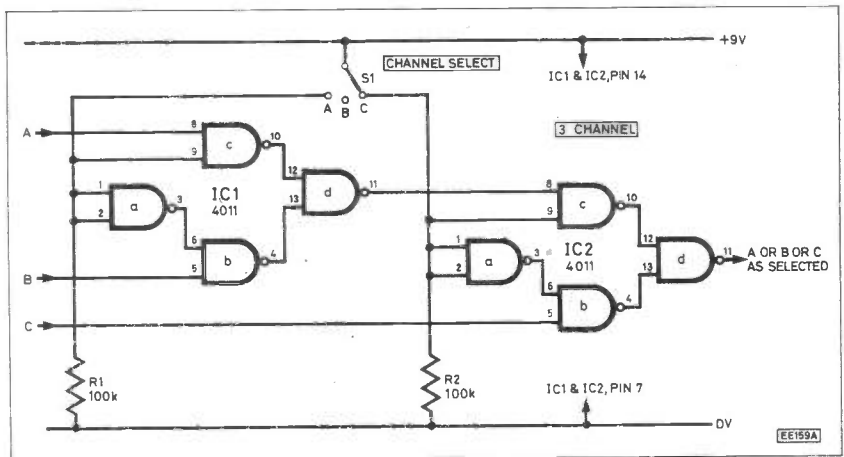 +9V
CHANNEL SELECT
S1
IC1 & IC2, PIN 14
A B C
3 CHANNEL
A
8
9
c
10
1
2
a
3
IC1
4011
12
13
d
11
6
5
b
4
B
C
8
9
c
10
1
2
a
3
IC2
4011
12
13
d
11
A OR B OR C
AS SELECTED
6
5
b
4
R1
100k
R2
100k
IC1 & IC2, PIN 7
DV
EE159A